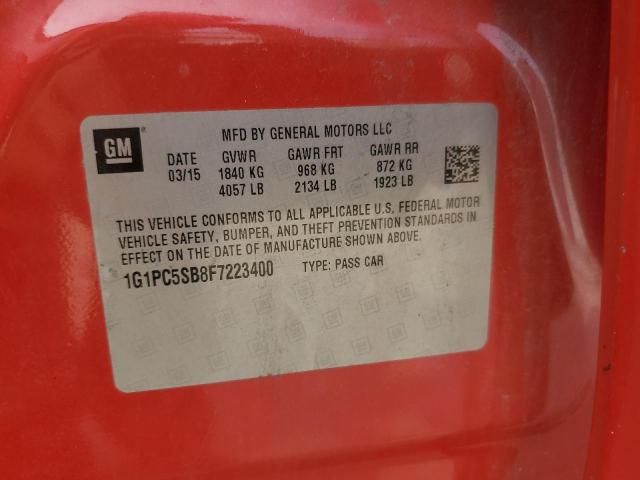 GM
MFD BY GENERAL MOTORS LLC
DATE GVWR GAWR FRT GAWR RR
03/15 1840 KG 968 KG 872 KG
4057 LB 2134 LB 1923 LB
THIS VEHICLE CONFORMS TO ALL APPLICABLE U.S. FEDERAL MOTOR
VEHICLE SAFETY, BUMPER, AND THEFT PREVENTION STANDARDS IN
EFFECT ON THE DATE OF MANUFACTURE SHOWN ABOVE.
1G1PC5SB8F7223400 TYPE: PASS CAR